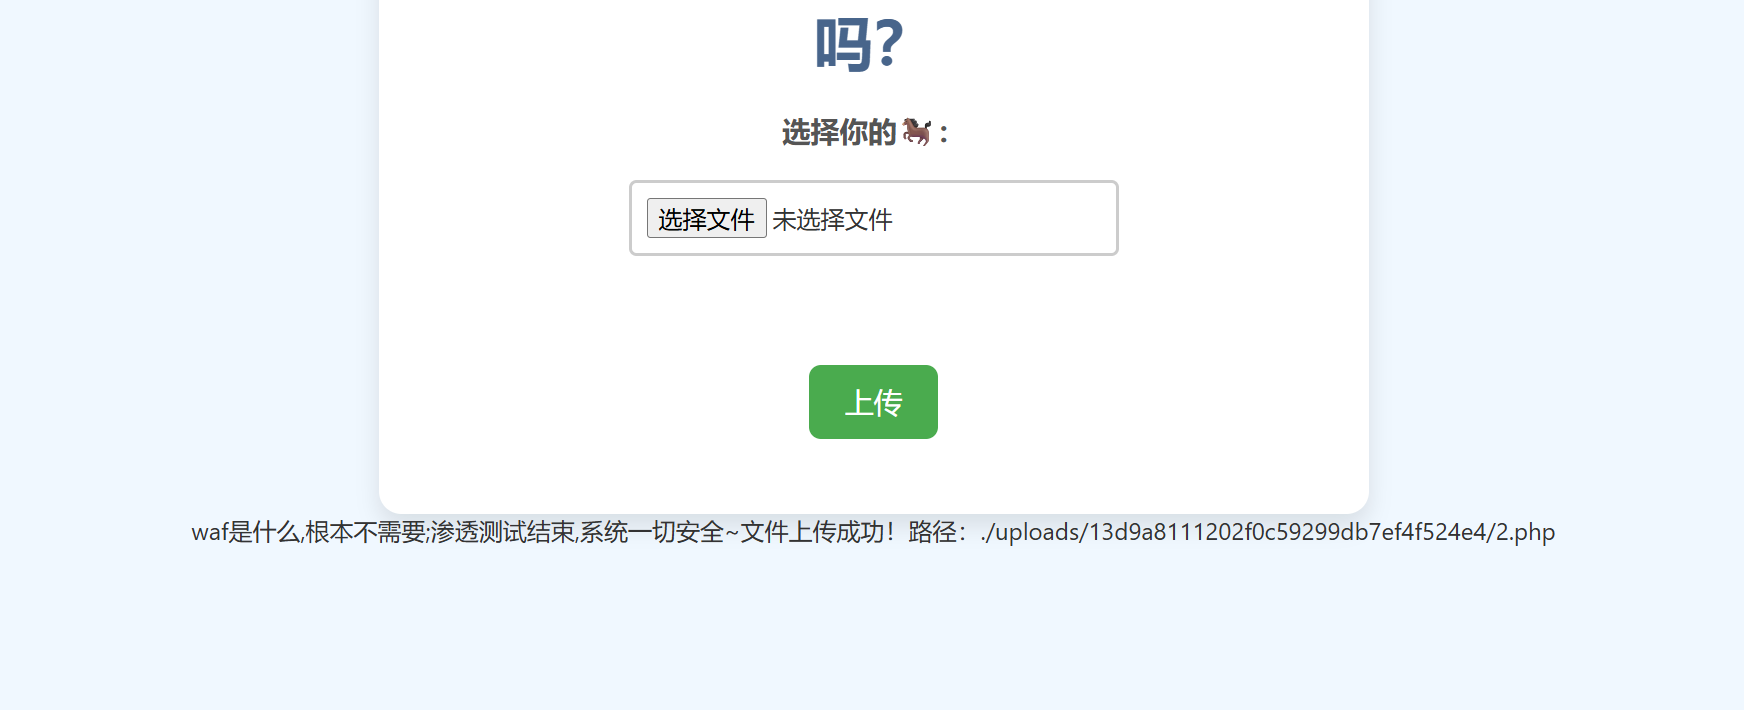 吗？
选择你的🐎：
选择文件 未选择文件
上传
waf是什么,根本不需要;渗透测试结束,系统一切安全~文件上传成功！路径：./uploads/13d9a8111202f0c59299db7ef4f524e4/2.php